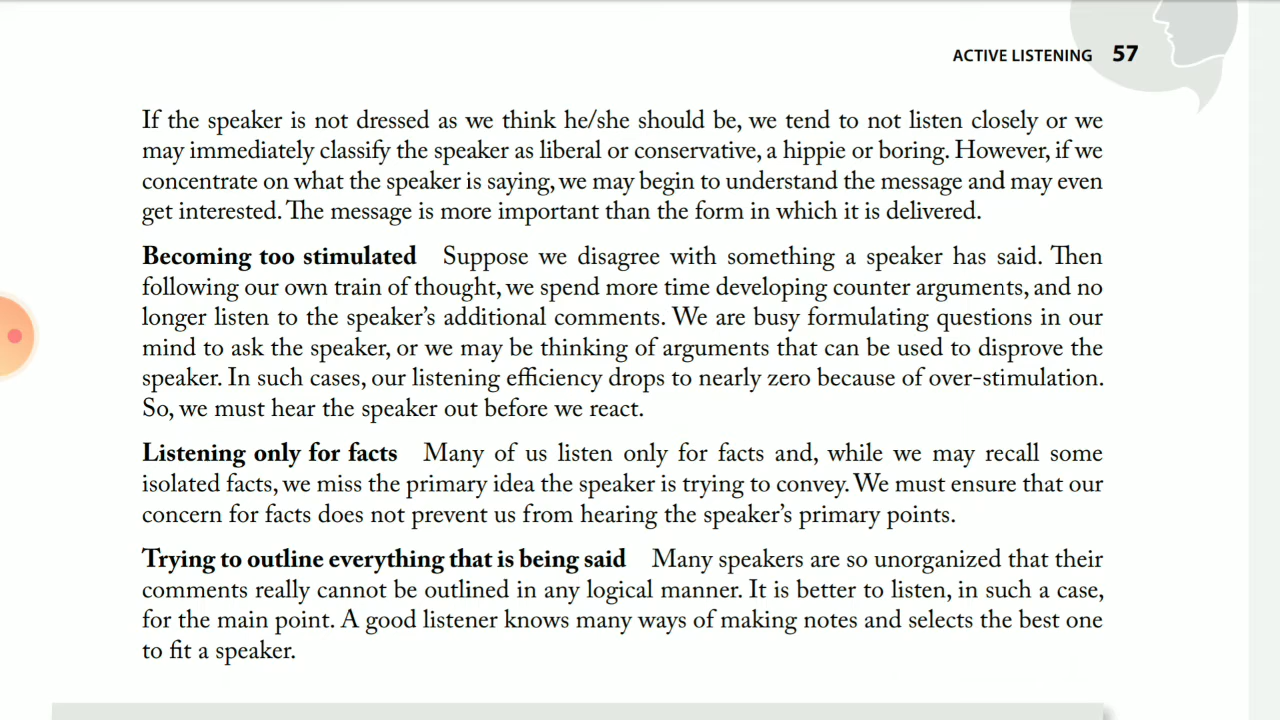 ACTIVE LISTENING 57
If the speaker is not dressed as we think he/she should be, we tend to not listen closely or we
may immediately classify the speaker as liberal or conservative, a hippie or boring. However, if we
concentrate on what the speaker is saying, we may begin to understand the message and may even
get interested. The message is more important than the form in which it is delivered.
Becoming too stimulated Suppose we disagree with something a speaker has said. Then
following our own train of thought, we spend more time developing counter arguments, and no
longer listen to the speaker's additional comments. We are busy formulating questions in our
mind to ask the speaker, or we may be thinking of arguments that can be used to disprove the
speaker. In such cases, our listening efficiency drops to nearly zero because of over-stimulation.
So, we must hear the speaker out before we react.
Listening only for facts Many of us listen only for facts and, while we may recall some
isolated facts, we miss the primary idea the speaker is trying to convey. We must ensure that our
concern for facts does not prevent us from hearing the speaker's primary points.
Trying to outline everything that is being said Many speakers are so unorganized that their
comments really cannot be outlined in any logical manner. It is better to listen, in such a case,
for the main point. A good listener knows many ways of making notes and selects the best one
to fit a speaker.